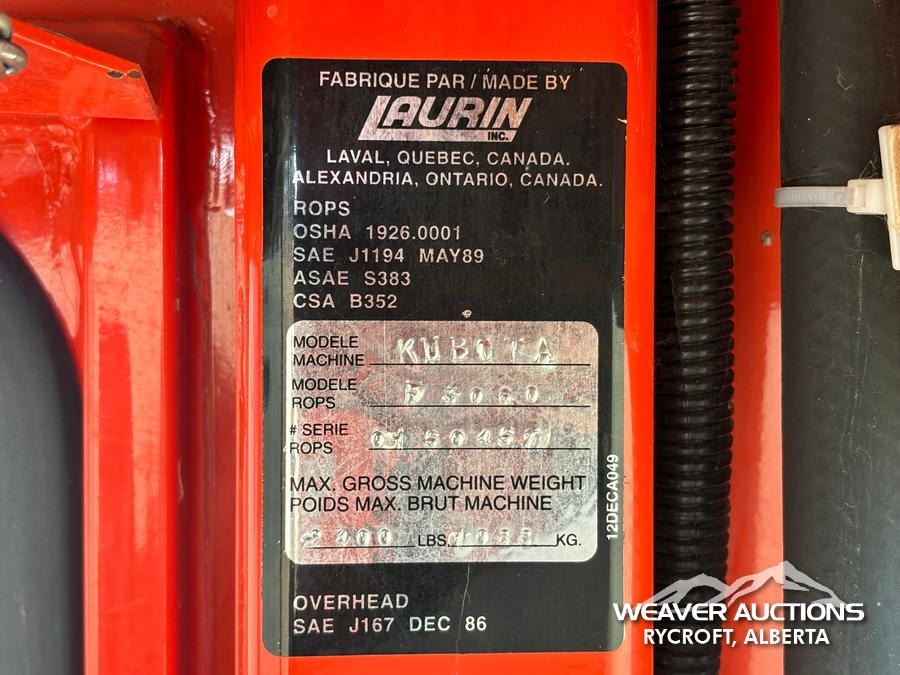 FABRIQUE PAR / MADE BY
LAURIN
INC.
LAVAL, QUEBEC, CANADA.
ALEXANDRIA, ONTARIO, CANADA.
ROPS
OSHA 1926.0001
SAE J1194 MAY89
ASAE S383
CSA B352
MODELE
MACHINE KUBOTA
MODELE
ROPS
# SERIE
ROPS
MAX. GROSS MACHINE WEIGHT
POIDS MAX. BRUT MACHINE
LBS. KG.
12DECA049
OVERHEAD
SAE J167 DEC 86
WEAVER AUCTIONS
RYCROFT, ALBERTA